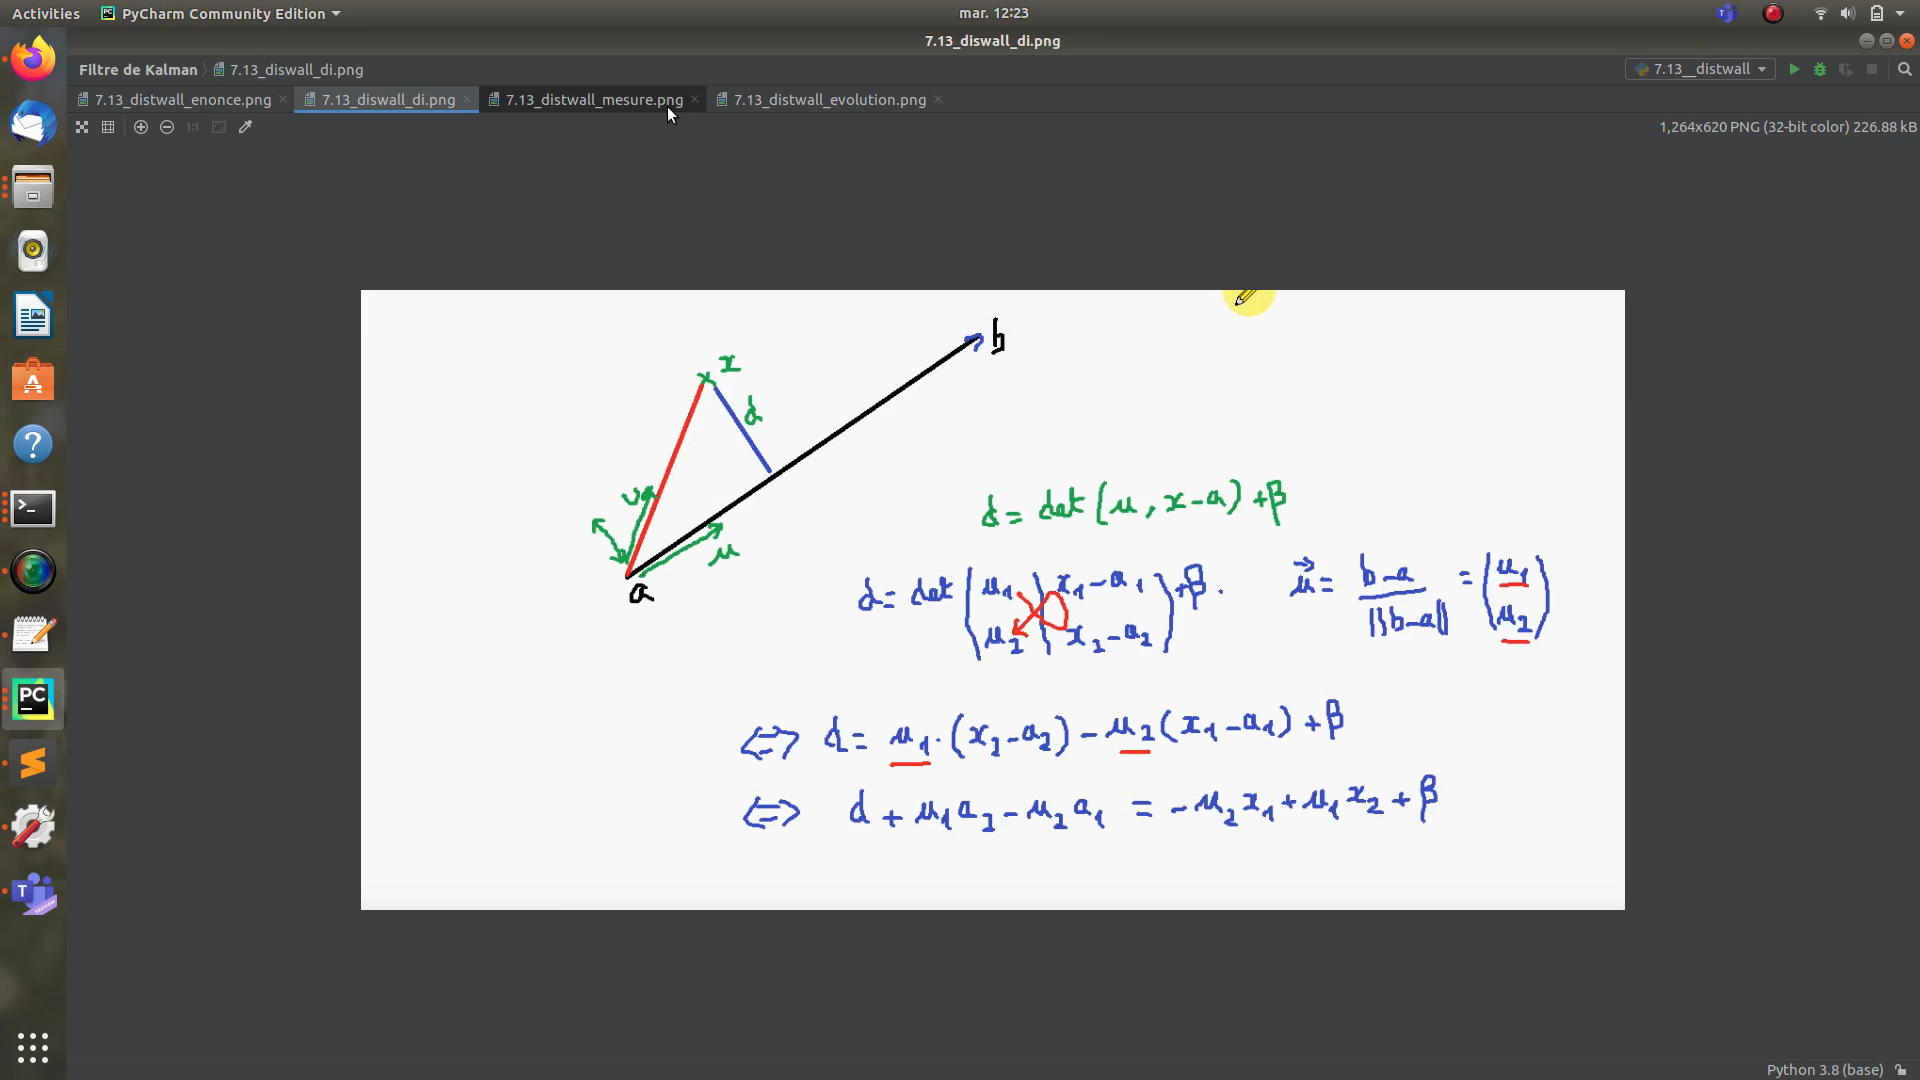 Activities PyCharm Community Edition mar. 12:23
7.13_diswall_di.png
Filtre de Kalman 7.13_diswall_di.png 7.13__distwall
7.13_distwall_enonce.png 7.13_diswall_di.png 7.13_distwall_mesure.png 7.13_distwall_evolution.png
1:1 1,264x620 PNG (32-bit color) 226.88 kB
b
x
d
v
u
a
d = det (u, x-a) + β
d = det (u₁ | x₁-a₁) + β.
(u₂ | x₂-a₂)
u⃗ = b-a / ||b-a|| = (u₁
u₂)
⇔ d = u₁.(x₂-a₂) - u₂(x₁-a₁) + β
⇔ d + u₁a₂ - u₂a₁ = -u₂x₁ + u₁x₂ + β
Python 3.8 (base)